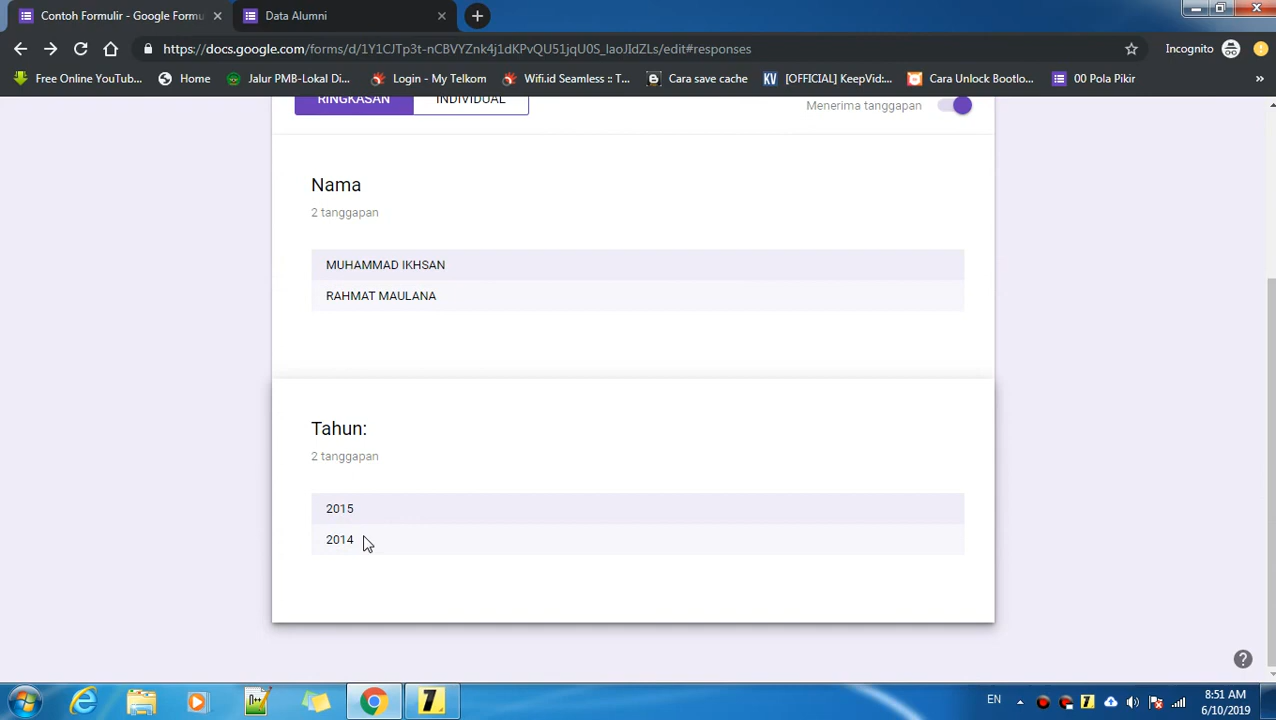 Contoh Formulir - Google Formu
Data Alumni
https://docs.google.com/forms/d/1Y1CJTp3t-nCBVYZnk4j1dKPvQU51jqU0S_laoJIdZLs/edit#responses
Incognito
Free Online YouTub...
Home
Jalur PMB-Lokal Di...
Login - My Telkom
Wifi.id Seamless :: T...
Cara save cache
KV
[OFFICIAL] KeepVid:...
Cara Unlock Bootlo...
00 Pola Pikir
»
RINGKASAN
INDIVIDUAL
Menerima tanggapan
Nama
2 tanggapan
MUHAMMAD IKHSAN
RAHMAT MAULANA
Tahun:
2 tanggapan
2015
2014
EN
8:51 AM
6/10/2019